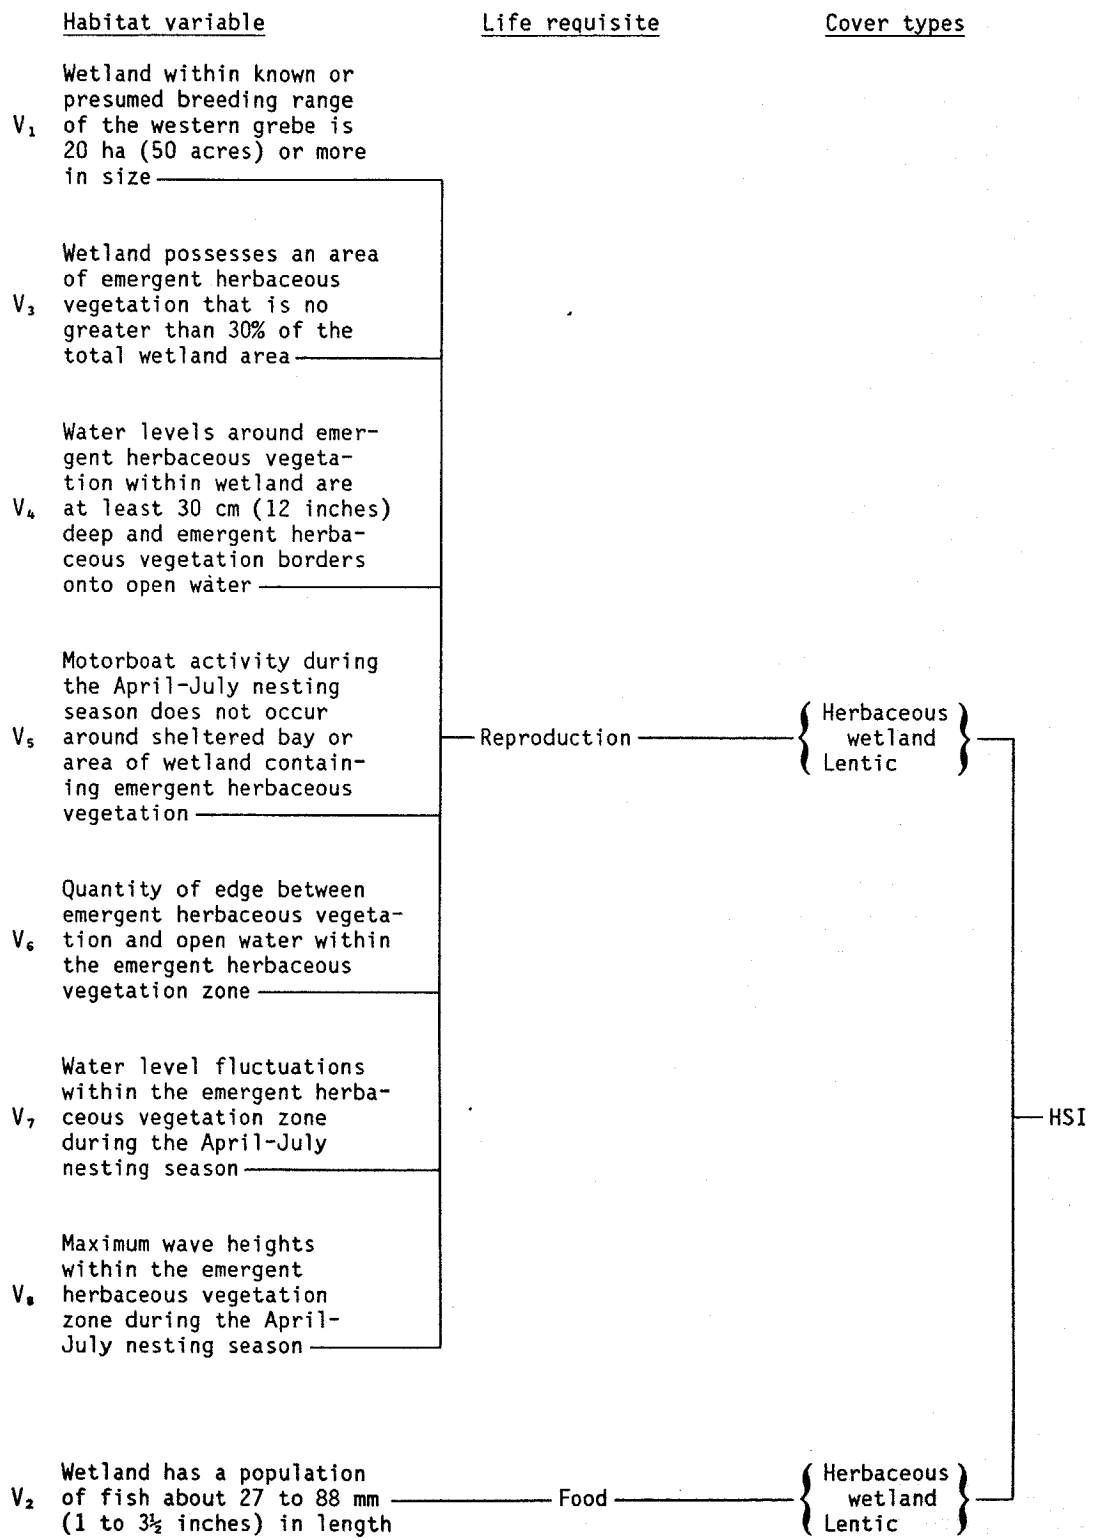 Habitat variable Life requisite Cover types
Wetland within known or
presumed breeding range
V₁ of the western grebe is
20 ha (50 acres) or more
in size
Wetland possesses an area
of emergent herbaceous
V₃ vegetation that is no
greater than 30% of the
total wetland area
Water levels around emer-
gent herbaceous vegeta-
tion within wetland are
V₄ at least 30 cm (12 inches)
deep and emergent herba-
ceous vegetation borders
onto open water
Motorboat activity during
the April-July nesting
season does not occur
V₅ around sheltered bay or
area of wetland contain-
ing emergent herbaceous
vegetation
Reproduction
Herbaceous
wetland
Lentic
Quantity of edge between
emergent herbaceous vegeta-
V₆ tion and open water within
the emergent herbaceous
vegetation zone
Water level fluctuations
within the emergent herba-
V₇ ceous vegetation zone
during the April-July
nesting season
HSI
Maximum wave heights
within the emergent
V₈ herbaceous vegetation
zone during the April-
July nesting season
Wetland has a population
V₂ of fish about 27 to 88 mm
(1 to 3½ inches) in length
Food
Herbaceous
wetland
Lentic